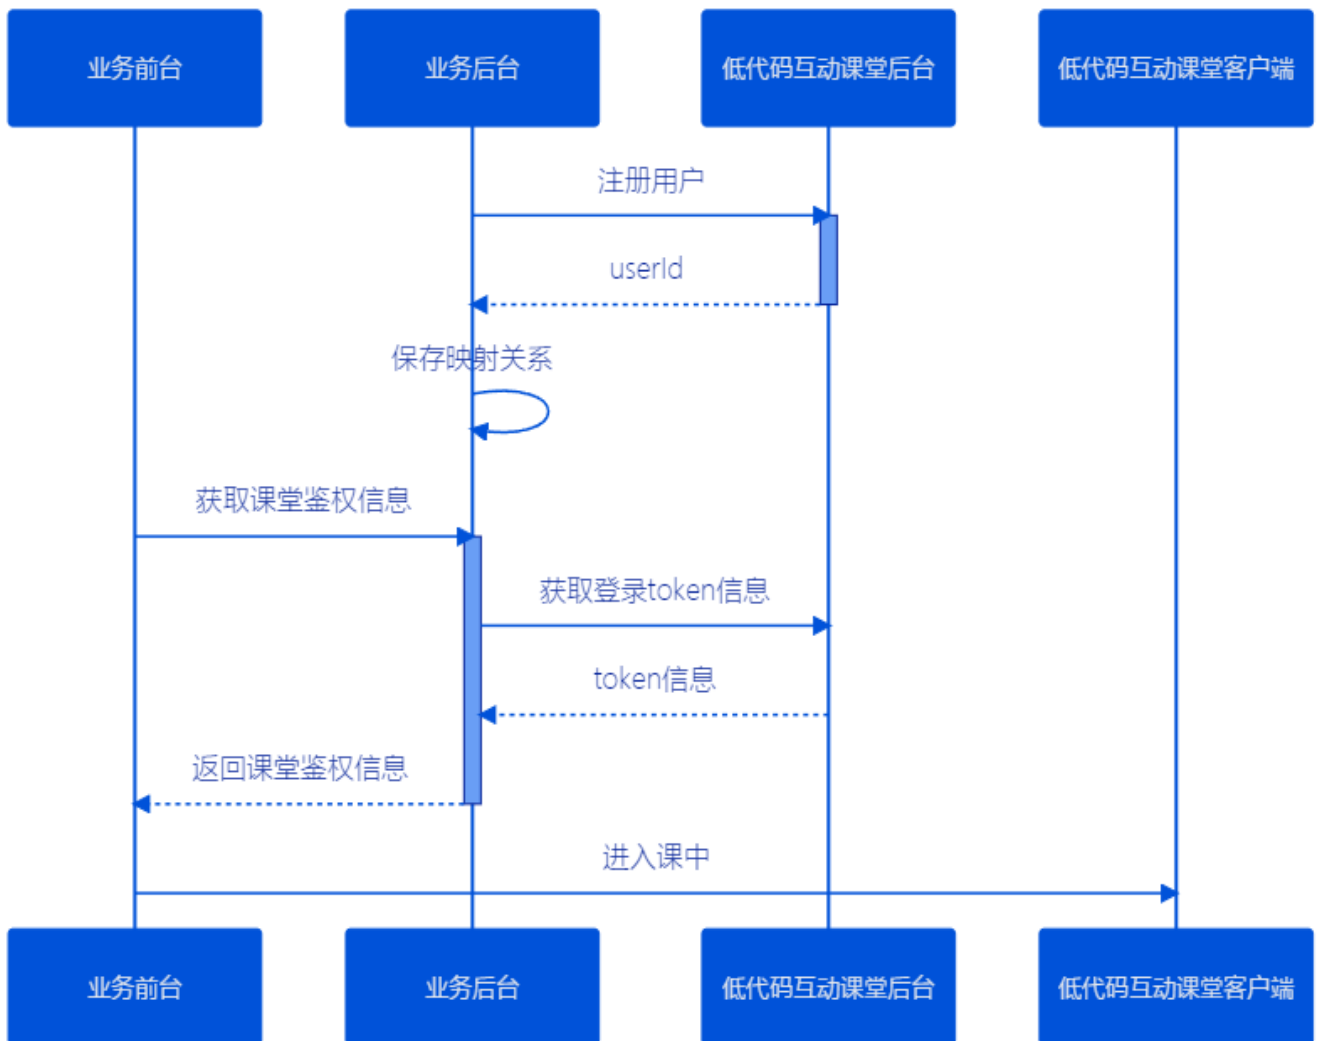 业务前台
业务后台
低代码互动课堂后台
低代码互动课堂客户端
注册用户
userId
保存映射关系
获取课堂鉴权信息
获取登录token信息
token信息
返回课堂鉴权信息
进入课中
业务前台
业务后台
低代码互动课堂后台
低代码互动课堂客户端